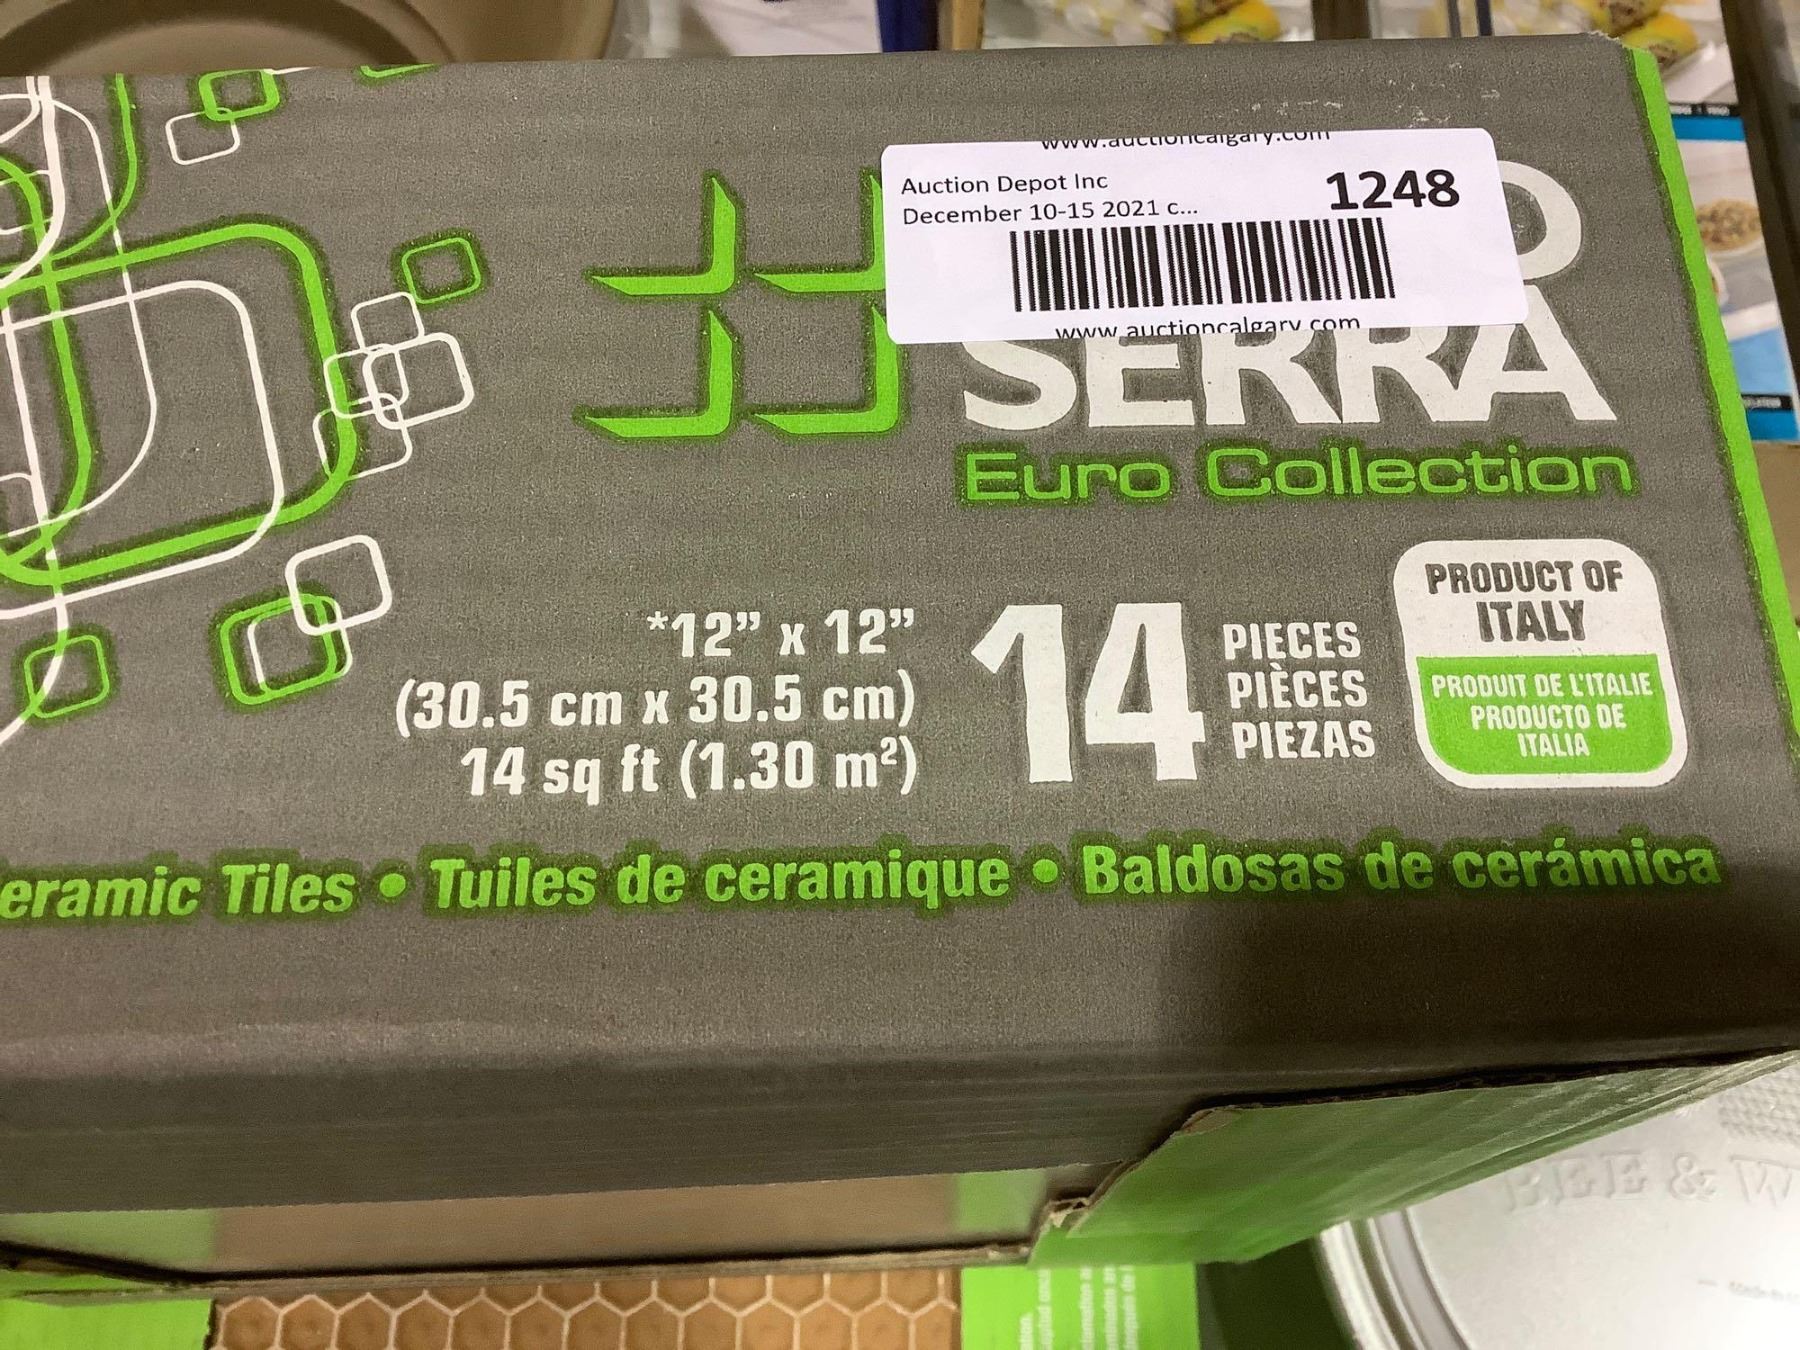 www.auctioncalgary.com
Auction Depot Inc
1248
December 10-15 2021 c...
www.auctioncalgary.com
SERRA
Euro Collection
*12” x 12”
(30.5 cm x 30.5 cm)
14 sq ft (1.30 m²)
14
PIECES
PIÈCES
PIEZAS
PRODUCT OF
ITALY
PRODUIT DE L'ITALIE
PRODUCTO DE
ITALIA
eramic Tiles • Tuiles de ceramique • Baldosas de cerámica
BEE & W